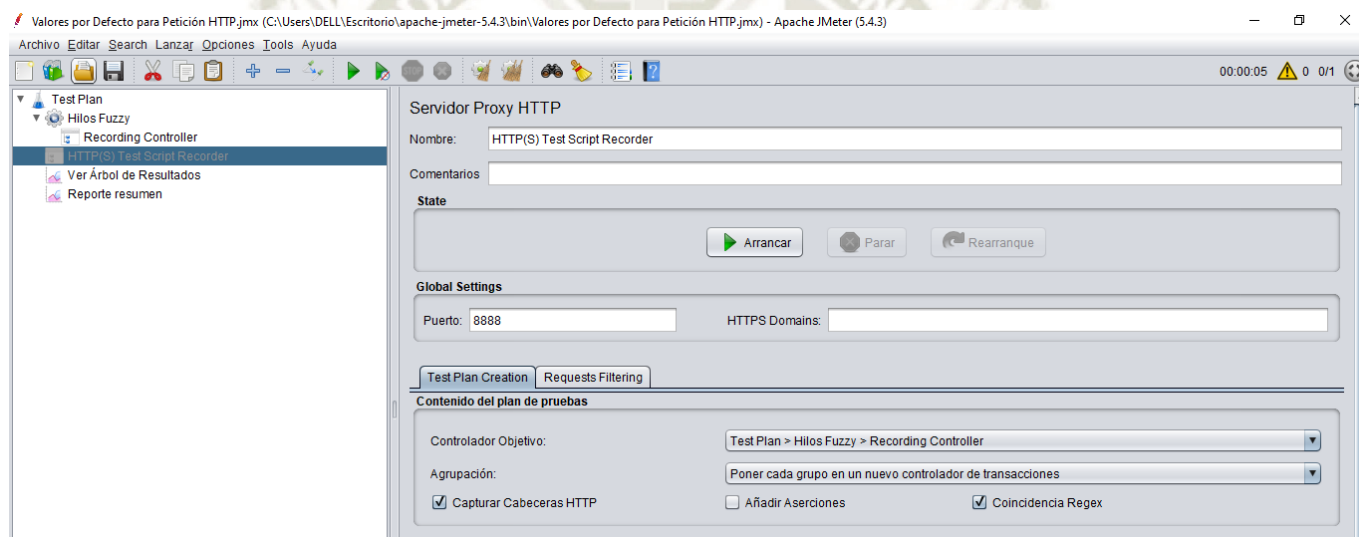 Valores por Defecto para Petición HTTP.jmx (C:\Users\DELL\Escritorio\apache-jmeter-5.4.3\bin\Valores por Defecto para Petición HTTP.jmx) - Apache JMeter (5.4.3)
Archivo Editar Search Lanzar Opciones Tools Ayuda
STOP
00:00:05 0 0/1
Test Plan
Hilos Fuzzy
Recording Controller
HTTP(S) Test Script Recorder
Ver Árbol de Resultados
Reporte resumen
Servidor Proxy HTTP
Nombre: HTTP(S) Test Script Recorder
Comentarios
State
Arrancar Parar Rearranque
Global Settings
Puerto: 8888 HTTPS Domains:
Test Plan Creation Requests Filtering
Contenido del plan de pruebas
Controlador Objetivo: Test Plan > Hilos Fuzzy > Recording Controller
Agrupación: Poner cada grupo en un nuevo controlador de transacciones
Capturar Cabeceras HTTP Añadir Aserciones Coincidencia Regex